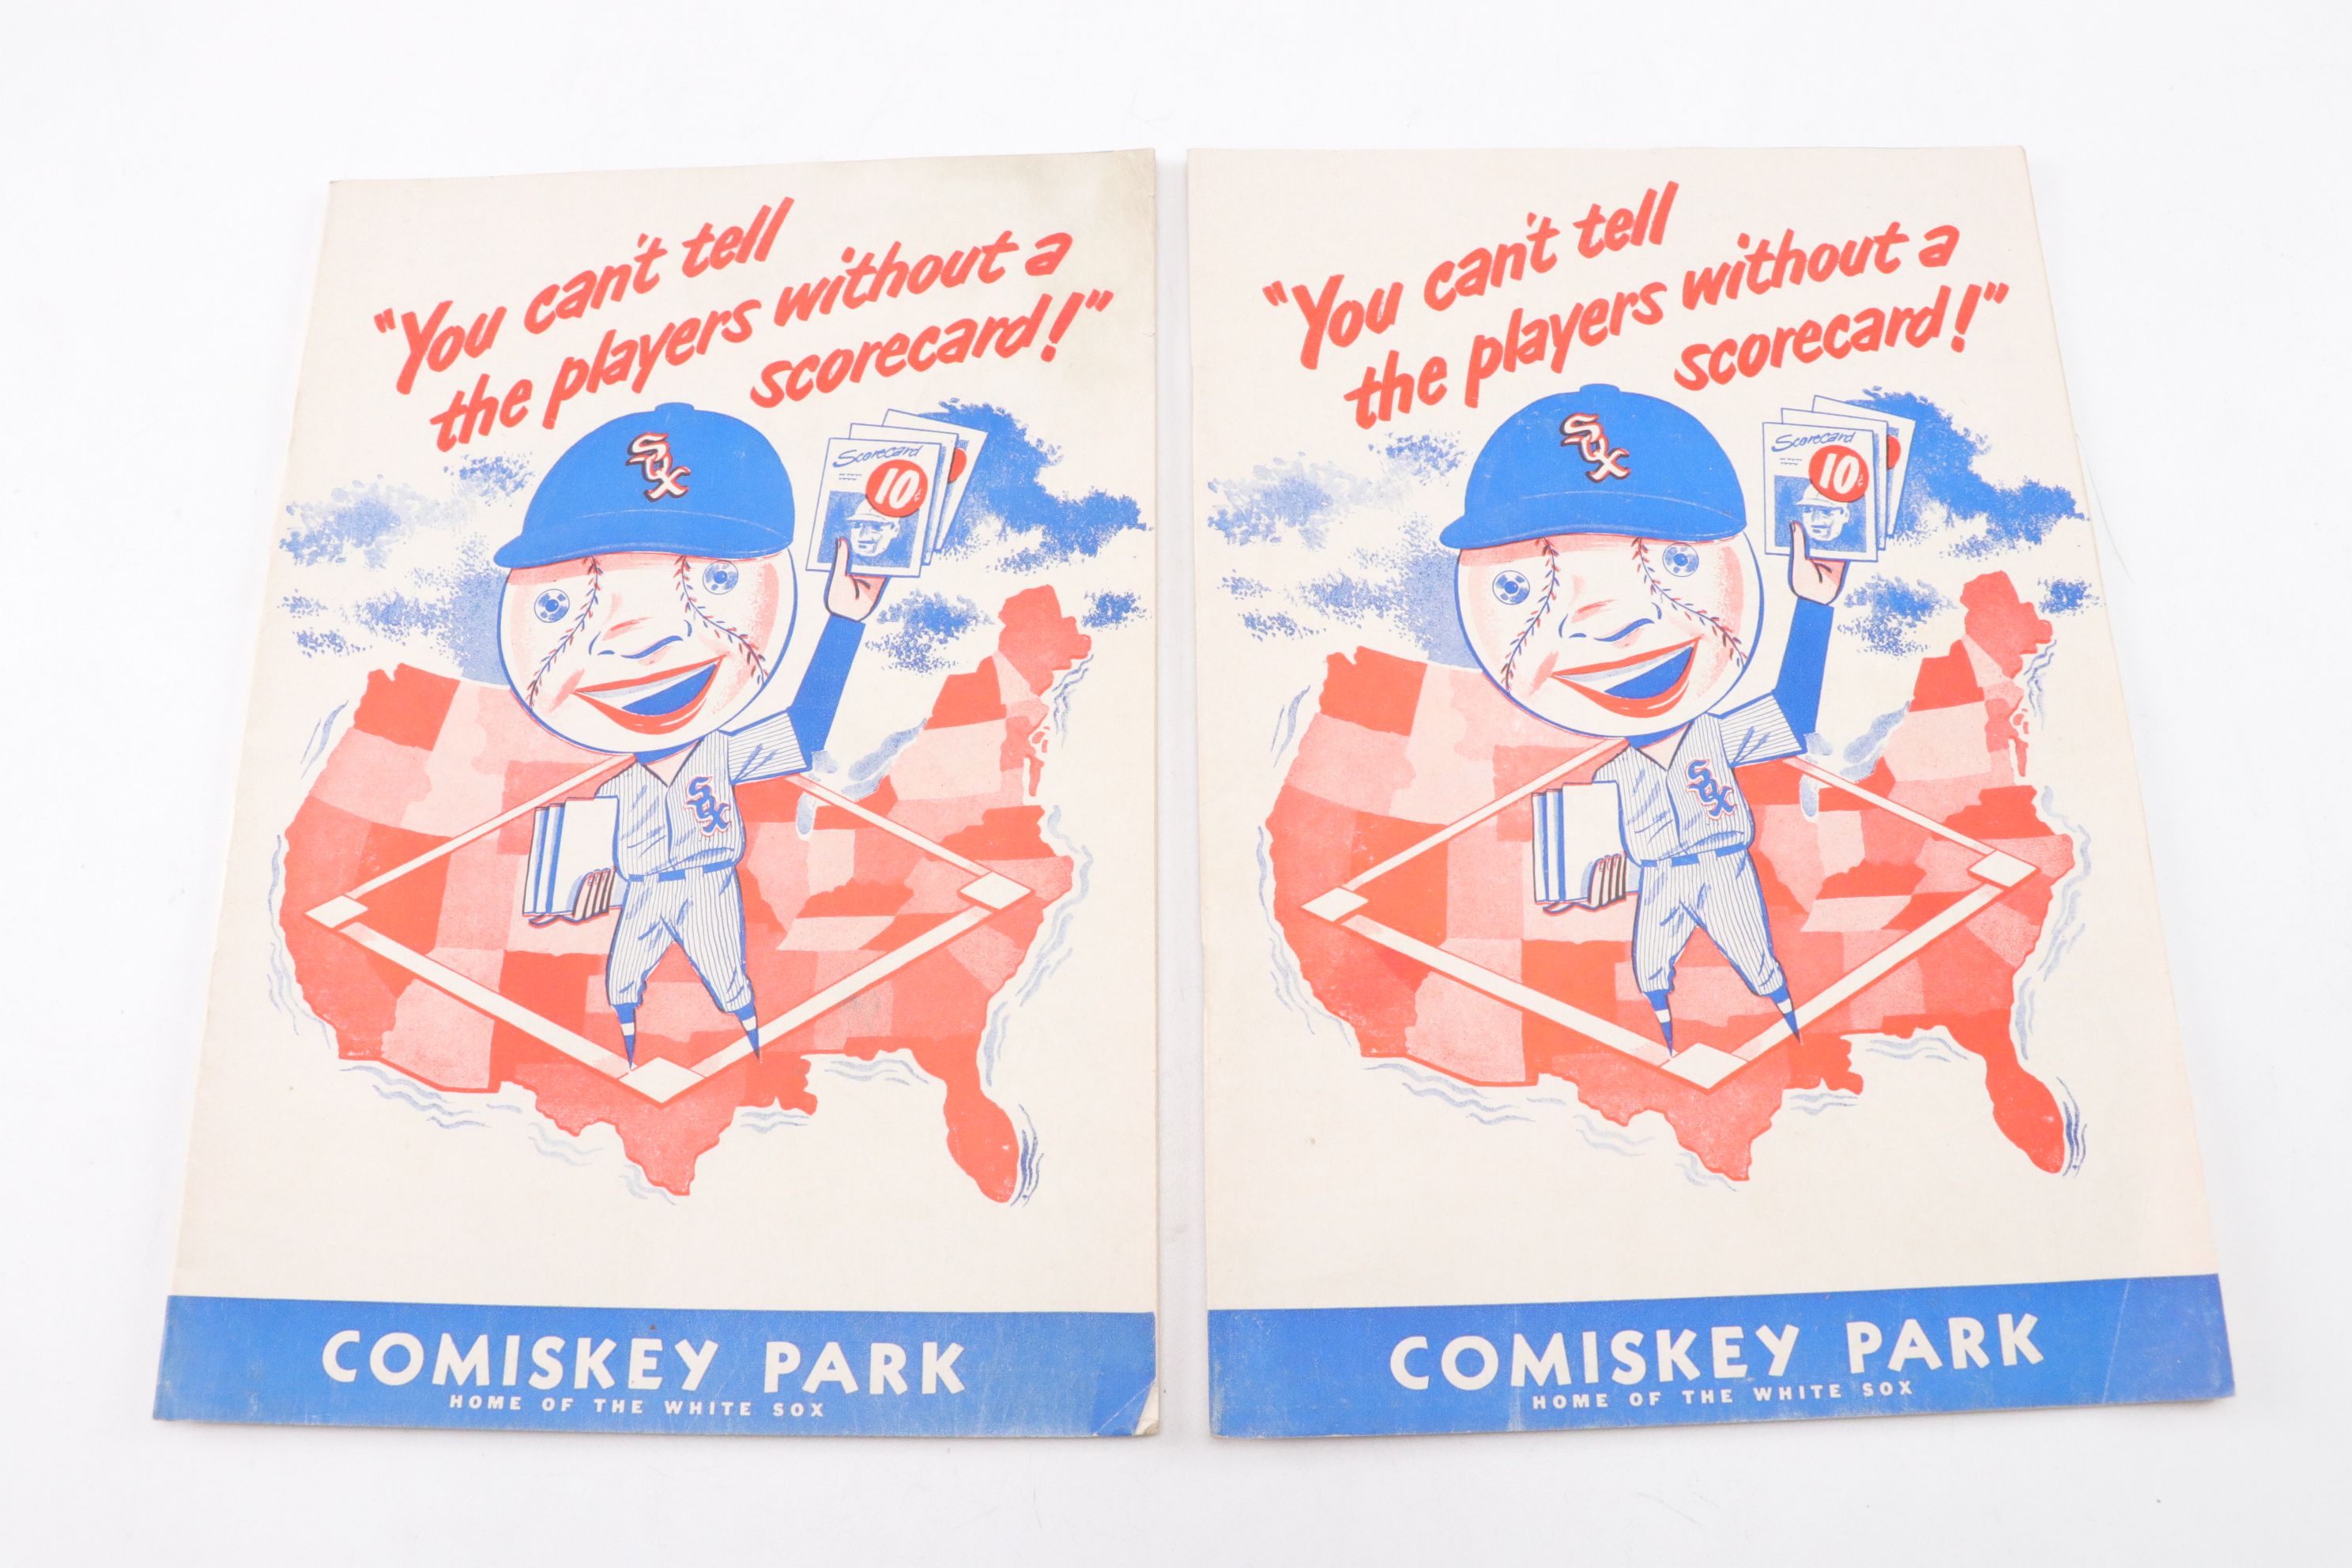 "You can't tell
the players without a
scorecard!"
SOX
Scorecard
10¢
SOX
COMISKEY PARK
HOME OF THE WHITE SOX
"You can't tell
the players without a
scorecard!"
SOX
Scorecard
10¢
SOX
COMISKEY PARK
HOME OF THE WHITE SOX